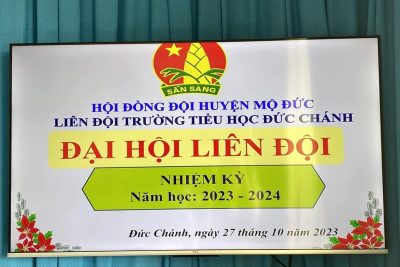 SẴN SÀNG
HỘI ĐỒNG ĐỘI HUYỆN MỘ ĐỨC
LIÊN ĐỘI TRƯỜNG TIỂU HỌC ĐỨC CHÁNH
ĐẠI HỘI LIÊN ĐỘI
NHIỆM KỲ
Năm học: 2023 - 2024
Đức Chánh, ngày 27 tháng 10 năm 2023